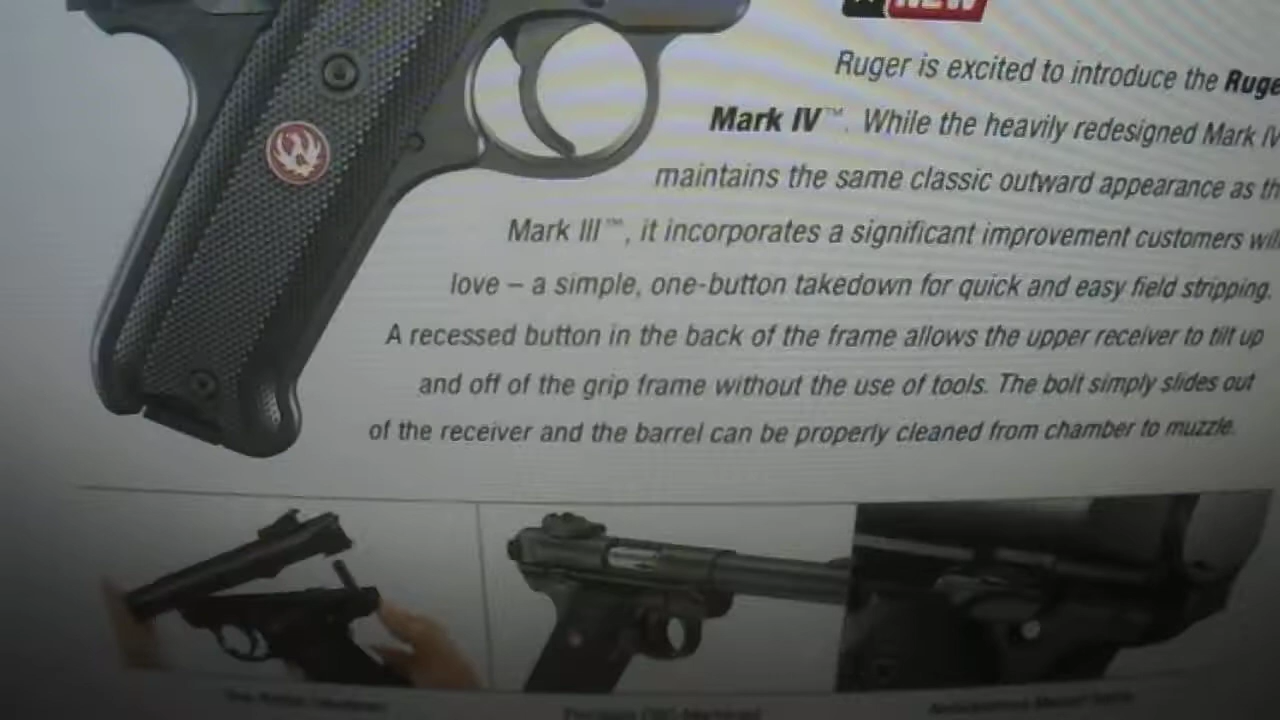 NEW
Ruger is excited to introduce the Ruge
Mark IV™. While the heavily redesigned Mark IV
maintains the same classic outward appearance as th
Mark III™, it incorporates a significant improvement customers will
love – a simple, one-button takedown for quick and easy field stripping.
A recessed button in the back of the frame allows the upper receiver to tilt up
and off of the grip frame without the use of tools. The bolt simply slides out
of the receiver and the barrel can be properly cleaned from chamber to muzzle.